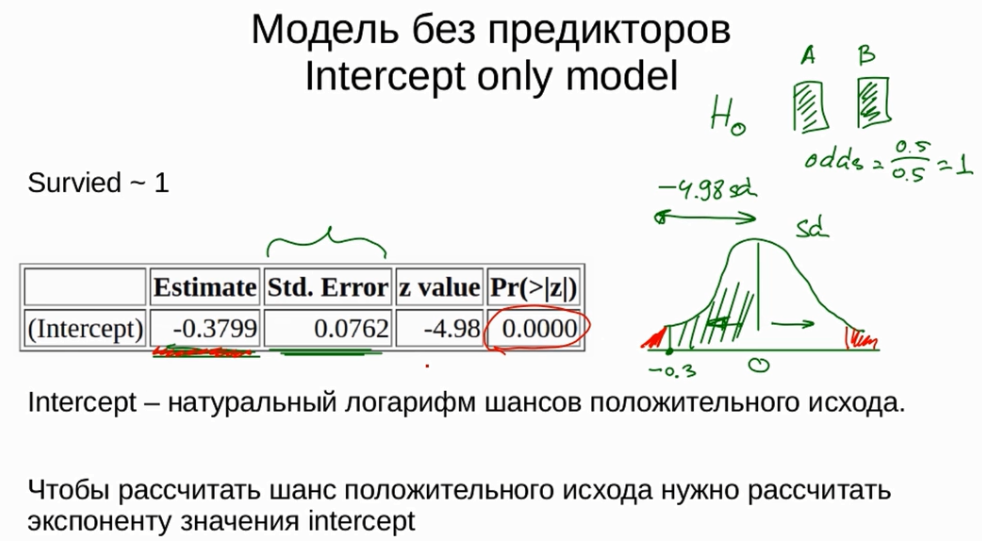 Модель без предикторов
Intercept only model
A B
H₀
odds = 0.5/0.5 = 1
Survied ~ 1
-4.98 sd
sd
Estimate Std. Error z value Pr(>|z|)
(Intercept) -0.3799 0.0762 -4.98 0.0000
-0.3 0
Intercept – натуральный логарифм шансов положительного исхода.
Чтобы рассчитать шанс положительного исхода нужно рассчитать
экспоненту значения intercept